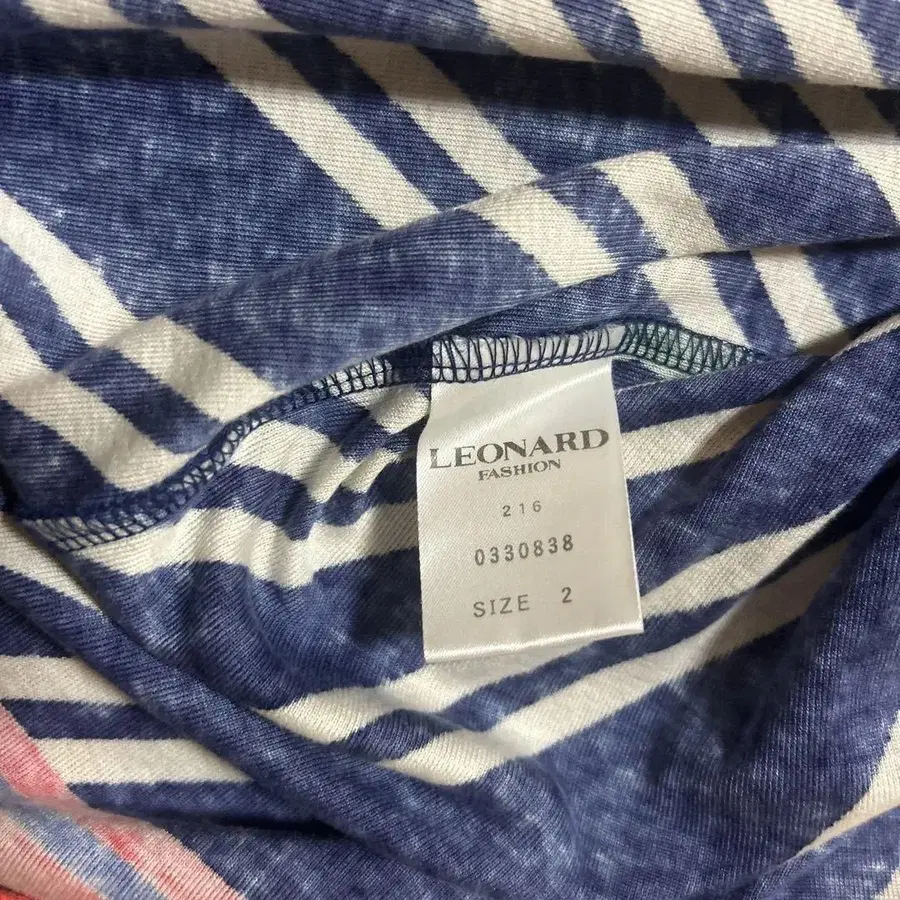 LEONARD
FASHION
216
0330838
SIZE 2